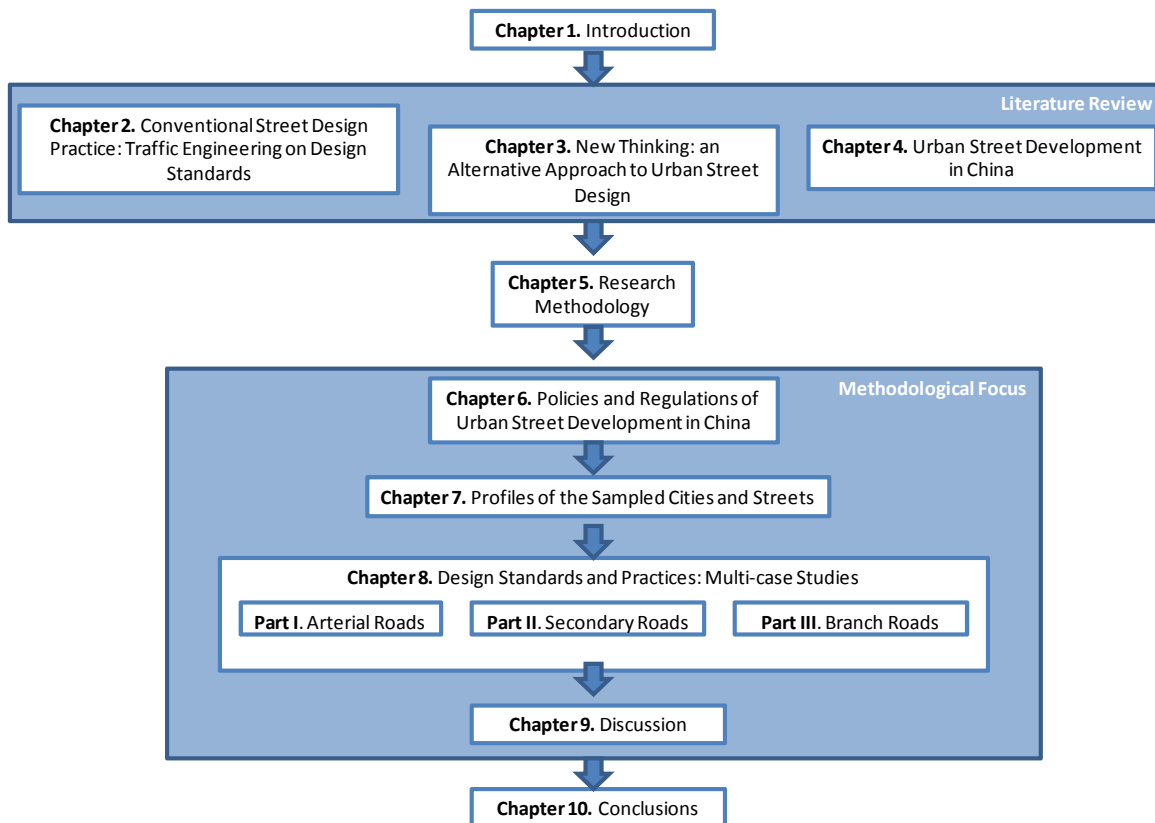 Chapter 1. Introduction
Literature Review
Chapter 2. Conventional Street Design
Practice: Traffic Engineering on Design
Standards
Chapter 3. New Thinking: an
Alternative Approach to Urban Street
Design
Chapter 4. Urban Street Development
in China
Chapter 5. Research
Methodology
Methodological Focus
Chapter 6. Policies and Regulations of
Urban Street Development in China
Chapter 7. Profiles of the Sampled Cities and Streets
Chapter 8. Design Standards and Practices: Multi-case Studies
Part I. Arterial Roads
Part II. Secondary Roads
Part III. Branch Roads
Chapter 9. Discussion
Chapter 10. Conclusions